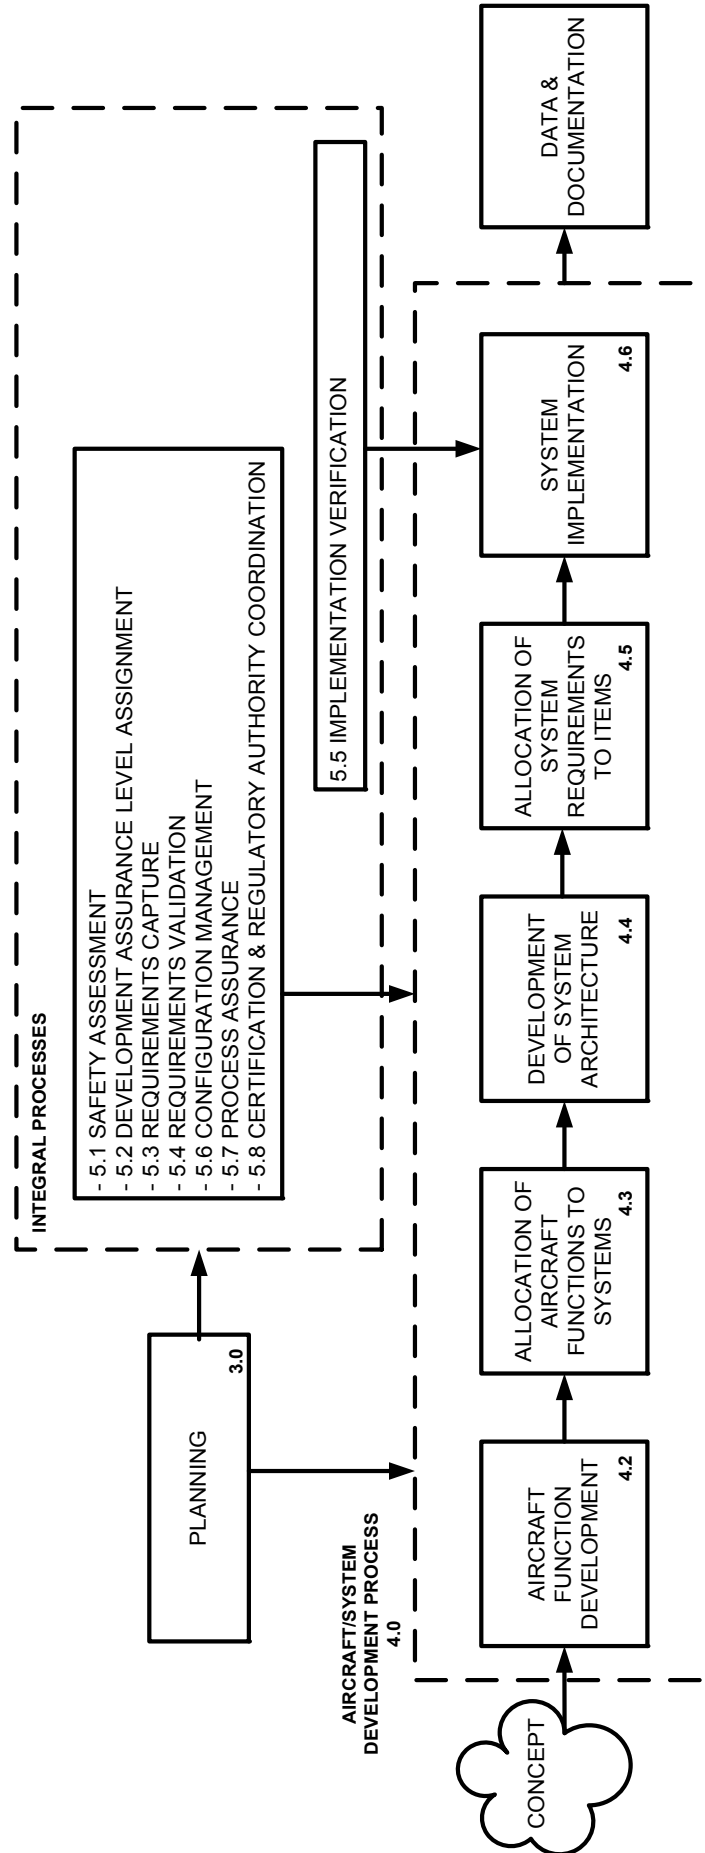 PLANNING
3.0
INTEGRAL PROCESSES
- 5.1 SAFETY ASSESSMENT
- 5.2 DEVELOPMENT ASSURANCE LEVEL ASSIGNMENT
- 5.3 REQUIREMENTS CAPTURE
- 5.4 REQUIREMENTS VALIDATION
- 5.6 CONFIGURATION MANAGEMENT
- 5.7 PROCESS ASSURANCE
- 5.8 CERTIFICATION & REGULATORY AUTHORITY COORDINATION
5.5 IMPLEMENTATION VERIFICATION
AIRCRAFT/SYSTEM
DEVELOPMENT PROCESS
4.0
CONCEPT
AIRCRAFT
FUNCTION
DEVELOPMENT
4.2
ALLOCATION OF
AIRCRAFT
FUNCTIONS TO
SYSTEMS
4.3
DEVELOPMENT
OF SYSTEM
ARCHITECTURE
4.4
ALLOCATION OF
SYSTEM
REQUIREMENTS
TO ITEMS
4.5
SYSTEM
IMPLEMENTATION
4.6
DATA &
DOCUMENTATION